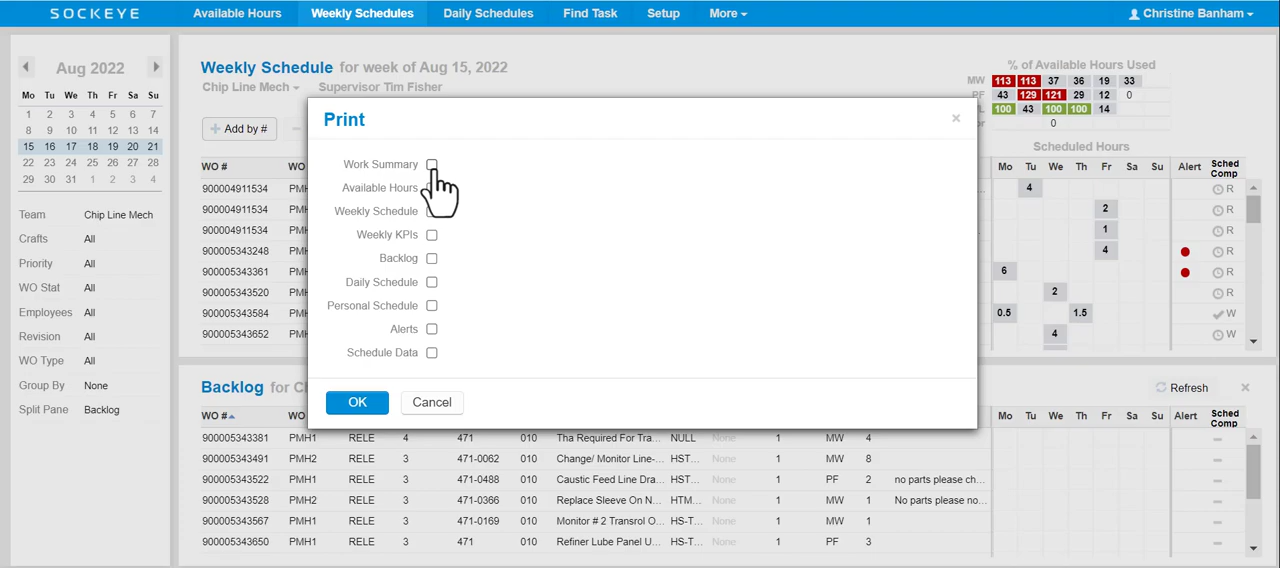 SOCKEYE Available Hours Weekly Schedules Daily Schedules Find Task Setup More Christine Banham
Aug 2022
Mo Tu We Th Fr Sa Su
1 2 3 4 5 6 7
8 9 10 11 12 13 14
15 16 17 18 19 20 21
22 23 24 25 26 27 28
29 30 31 1 2 3 4
Team Chip Line Mech
Crafts All
Priority All
WO Stat All
Employees All
Revision All
WO Type All
Group By None
Split Pane Backlog
Weekly Schedule for week of Aug 15, 2022
Chip Line Mech Supervisor Tim Fisher
+ Add by #
% of Available Hours Used
MW 113 113 37 36 19 33
PF 43 129 121 29 12 0
100 43 100 100 14
0
Scheduled Hours
WO # Mo Tu We Th Fr Sa Su Alert Sched Comp
900004911534 4 R
900004911534 2 R
900004911534 1 R
900005343248 4 R
900005343361 6 R
900005343520 2 R
900005343584 0.5 1.5 W
900005343652 4 W
Print ×
Work Summary
Available Hours
Weekly Schedule
Weekly KPIs
Backlog
Daily Schedule
Personal Schedule
Alerts
Schedule Data
OK Cancel
Backlog for Refresh ×
WO # Mo Tu We Th Fr Sa Su Alert Sched Comp
900005343381 PMH1 RELE 4 471 010 Tha Required For Tra... NULL None 1 MW 4
900005343491 PMH2 RELE 3 471-0062 010 Change/ Monitor Line-... HST... None 1 MW 8
900005343522 PMH1 RELE 3 471-0488 010 Caustic Feed Line Dra... HST... None 1 PF 2 no parts please ch...
900005343528 PMH2 RELE 3 471-0366 010 Replace Sleeve On N... HTM... None 1 MW 1 No parts please no...
900005343567 PMH1 RELE 3 471-0169 010 Monitor # 2 Transrol O... HS-T... None 1 MW 1
900005343650 PMH1 RELE 3 471 010 Refiner Lube Panel U... HS-T... None 1 PF 3